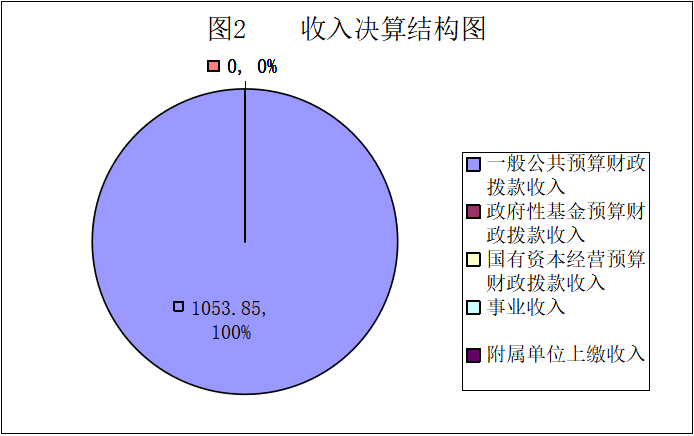 图2 收入决算结构图
0, 0%
一般公共预算财政
拨款收入
政府性基金预算财
政拨款收入
国有资本经营预算
财政拨款收入
事业收入
附属单位上缴收入
1053.85,
100%